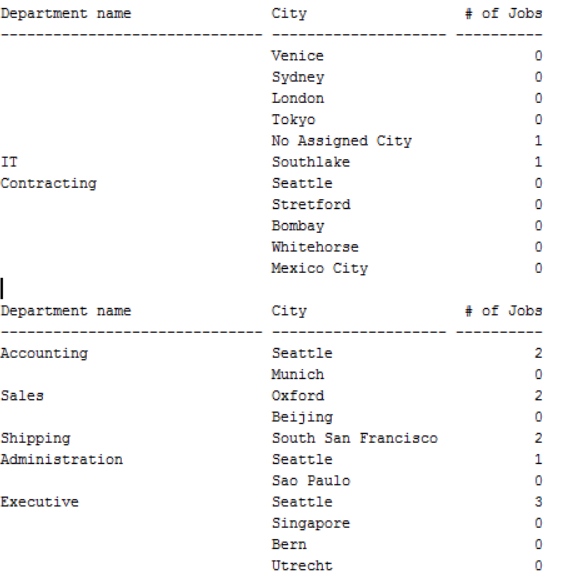 Department name                City                 # of Jobs
------------------------------ -------------------- ----------
                               Venice                        0
                               Sydney                        0
                               London                        0
                               Tokyo                         0
                               No Assigned City              1
IT                             Southlake                     1
Contracting                    Seattle                       0
                               Stretford                     0
                               Bombay                        0
                               Whitehorse                    0
                               Mexico City                   0
Department name                City                 # of Jobs
------------------------------ -------------------- ----------
Accounting                     Seattle                       2
                               Munich                        0
Sales                          Oxford                        2
                               Beijing                       0
Shipping                       South San Francisco           2
Administration                 Seattle                       1
                               Sao Paulo                     0
Executive                      Seattle                       3
                               Singapore                     0
                               Bern                          0
                               Utrecht                       0